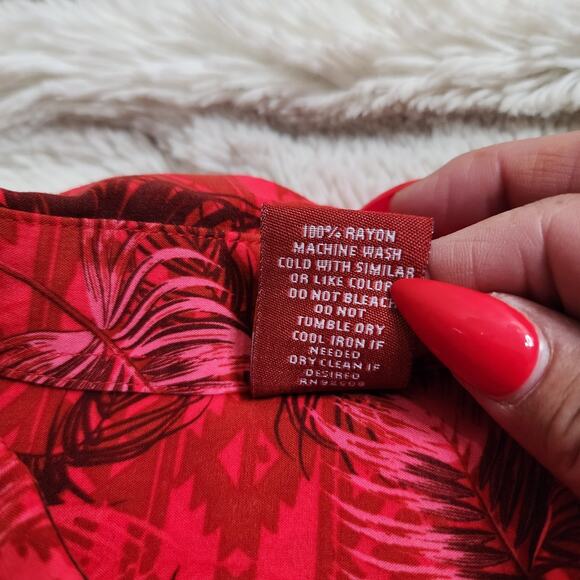 100% RAYON
MACHINE WASH
COLD WITH SIMILAR
OR LIKE COLOR
DO NOT BLEACH
DO NOT
TUMBLE DRY
COOL IRON IF
NEEDED
DRY CLEAN IF
DESIRED